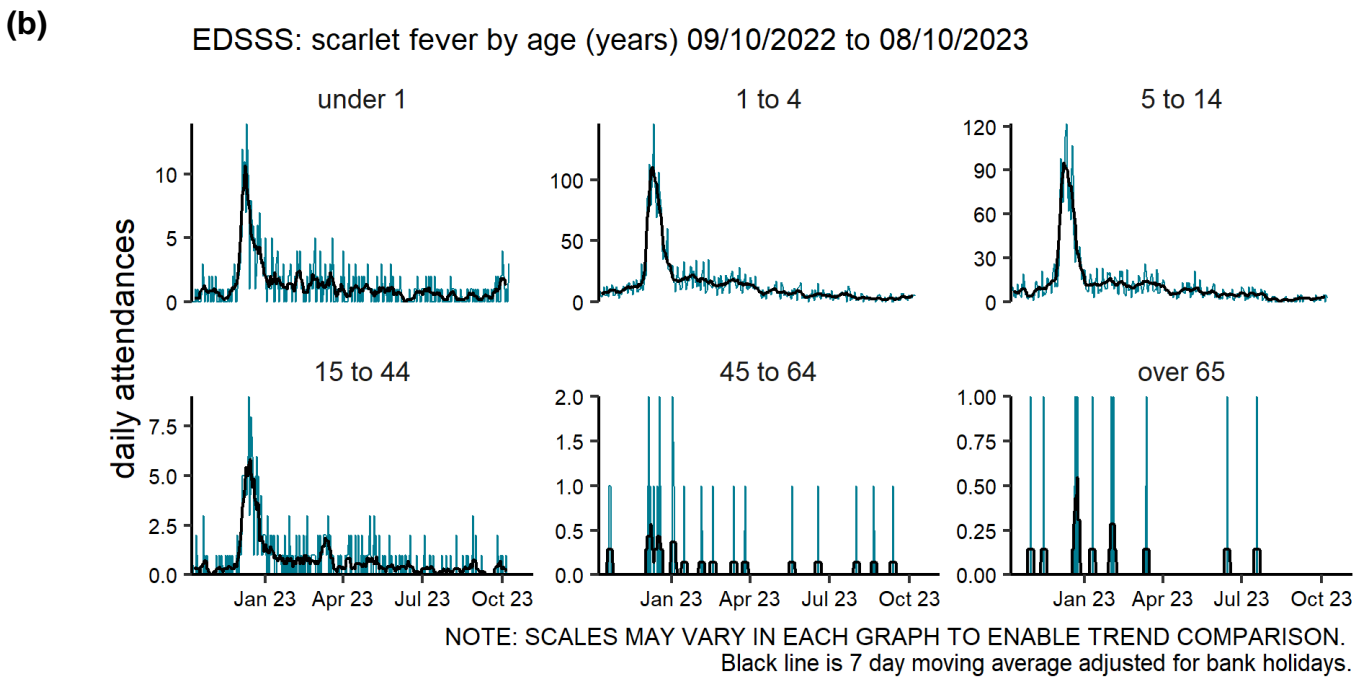 (b)
EDSSS: scarlet fever by age (years) 09/10/2022 to 08/10/2023
under 1
1 to 4
5 to 14
10
5
0
100
50
0
120
90
60
30
0
daily attendances
15 to 44
45 to 64
over 65
7.5
5.0
2.5
0.0
2.0
1.5
1.0
0.5
0.0
1.00
0.75
0.50
0.25
0.00
Jan 23 Apr 23 Jul 23 Oct 23
Jan 23 Apr 23 Jul 23 Oct 23
Jan 23 Apr 23 Jul 23 Oct 23
NOTE: SCALES MAY VARY IN EACH GRAPH TO ENABLE TREND COMPARISON.
Black line is 7 day moving average adjusted for bank holidays.